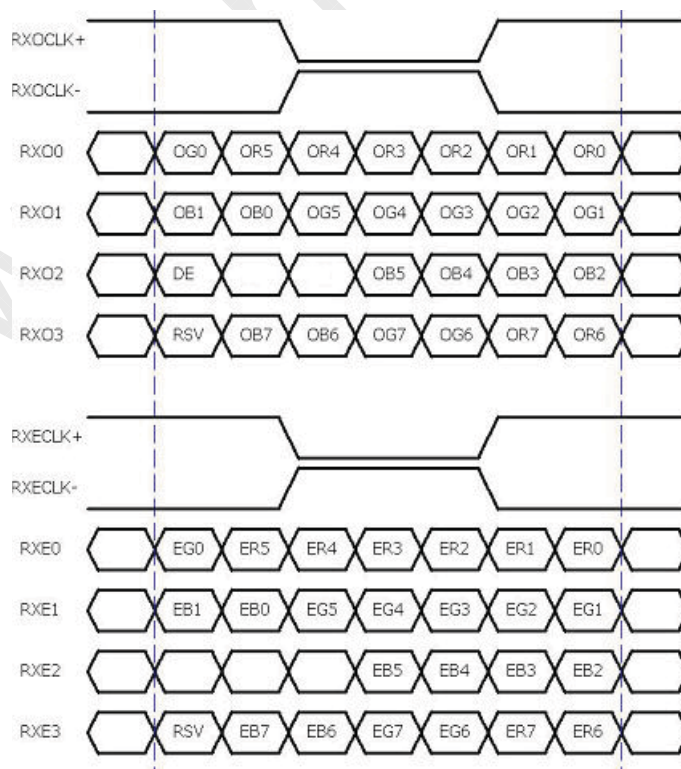 RXOCLK+
RXOCLK-
RXO0 OG0 OR5 OR4 OR3 OR2 OR1 OR0
RXO1 OB1 OB0 OG5 OG4 OG3 OG2 OG1
RXO2 DE OB5 OB4 OB3 OB2
RXO3 RSV OB7 OB6 OG7 OG6 OR7 OR6
RXECLK+
RXECLK-
RXE0 EG0 ER5 ER4 ER3 ER2 ER1 ER0
RXE1 EB1 EB0 EG5 EG4 EG3 EG2 EG1
RXE2 EB5 EB4 EB3 EB2
RXE3 RSV EB7 EB6 EG7 EG6 ER7 ER6